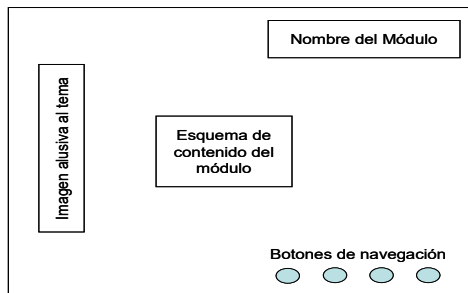 Nombre del Módulo
Imagen alusiva al tema
Esquema de
contenido del
módulo
Botones de navegación